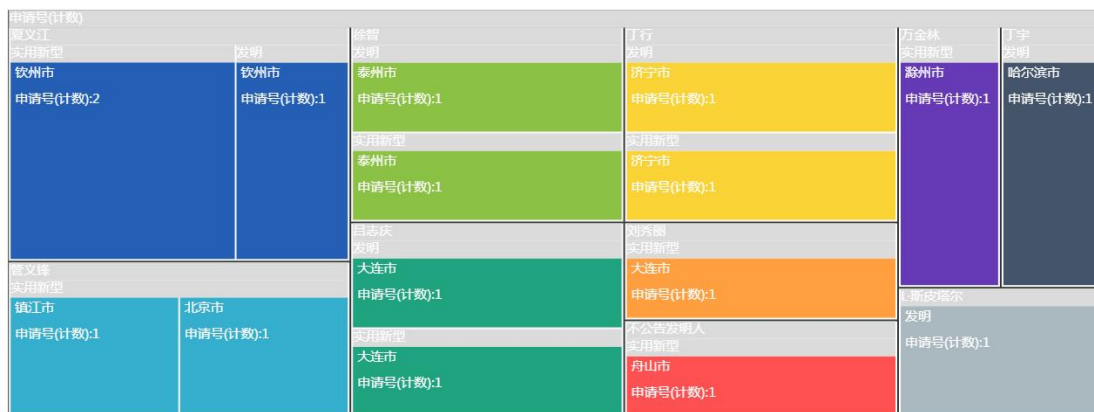 申请号(计数)
夏义江
实用新型
发明
钦州市
申请号(计数):2
钦州市
申请号(计数):1
管义锋
实用新型
镇江市
申请号(计数):1
北京市
申请号(计数):1
徐智
发明
泰州市
申请号(计数):1
实用新型
泰州市
申请号(计数):1
吕志庆
发明
大连市
申请号(计数):1
实用新型
大连市
申请号(计数):1
丁行
发明
济宁市
申请号(计数):1
实用新型
济宁市
申请号(计数):1
刘秀丽
实用新型
大连市
申请号(计数):1
不公告发明人
实用新型
舟山市
申请号(计数):1
万金林
实用新型
滁州市
申请号(计数):1
丁宇
发明
哈尔滨市
申请号(计数):1
L·斯皮塔尔
发明
申请号(计数):1